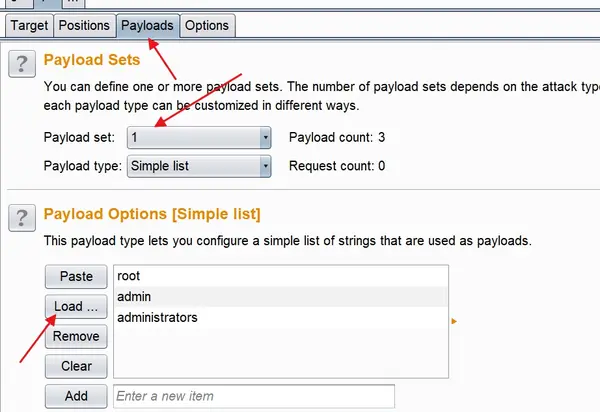 Target Positions Payloads Options
? Payload Sets
You can define one or more payload sets. The number of payload sets depends on the attack type
each payload type can be customized in different ways.
Payload set: 1 Payload count: 3
Payload type: Simple list Request count: 0
? Payload Options [Simple list]
This payload type lets you configure a simple list of strings that are used as payloads.
Paste root
Load ... admin
Remove administrators
Clear
Add Enter a new item